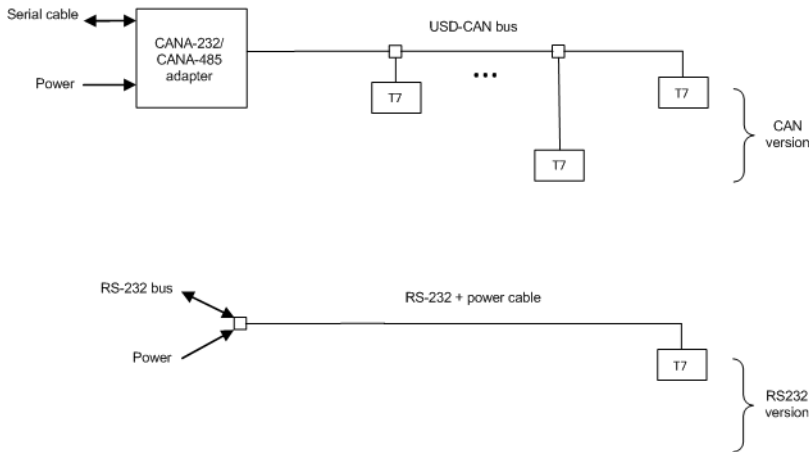 Serial cable
CANA-232/
CANA-485
adapter
Power
USD-CAN bus
T7
...
T7
T7
CAN
version
RS-232 bus
RS-232 + power cable
Power
T7
RS232
version